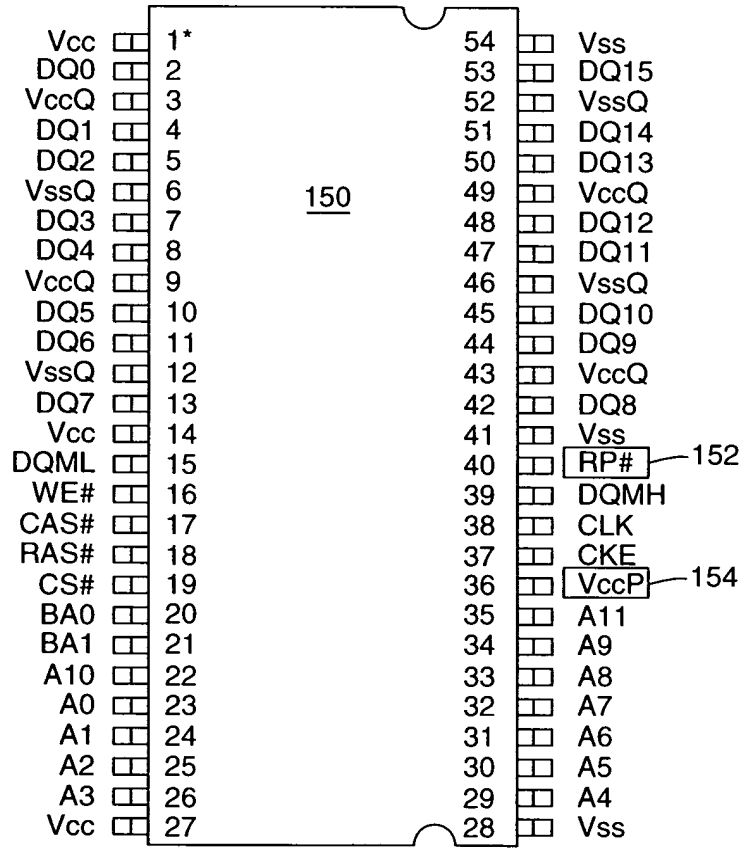 Vcc 1* 54 Vss
DQ0 2 53 DQ15
VccQ 3 52 VssQ
DQ1 4 51 DQ14
DQ2 5 50 DQ13
VssQ 6 150 49 VccQ
DQ3 7 48 DQ12
DQ4 8 47 DQ11
VccQ 9 46 VssQ
DQ5 10 45 DQ10
DQ6 11 44 DQ9
VssQ 12 43 VccQ
DQ7 13 42 DQ8
Vcc 14 41 Vss
DQML 15 40 RP# 152
WE# 16 39 DQMH
CAS# 17 38 CLK
RAS# 18 37 CKE
CS# 19 36 VccP 154
BA0 20 35 A11
BA1 21 34 A9
A10 22 33 A8
A0 23 32 A7
A1 24 31 A6
A2 25 30 A5
A3 26 29 A4
Vcc 27 28 Vss